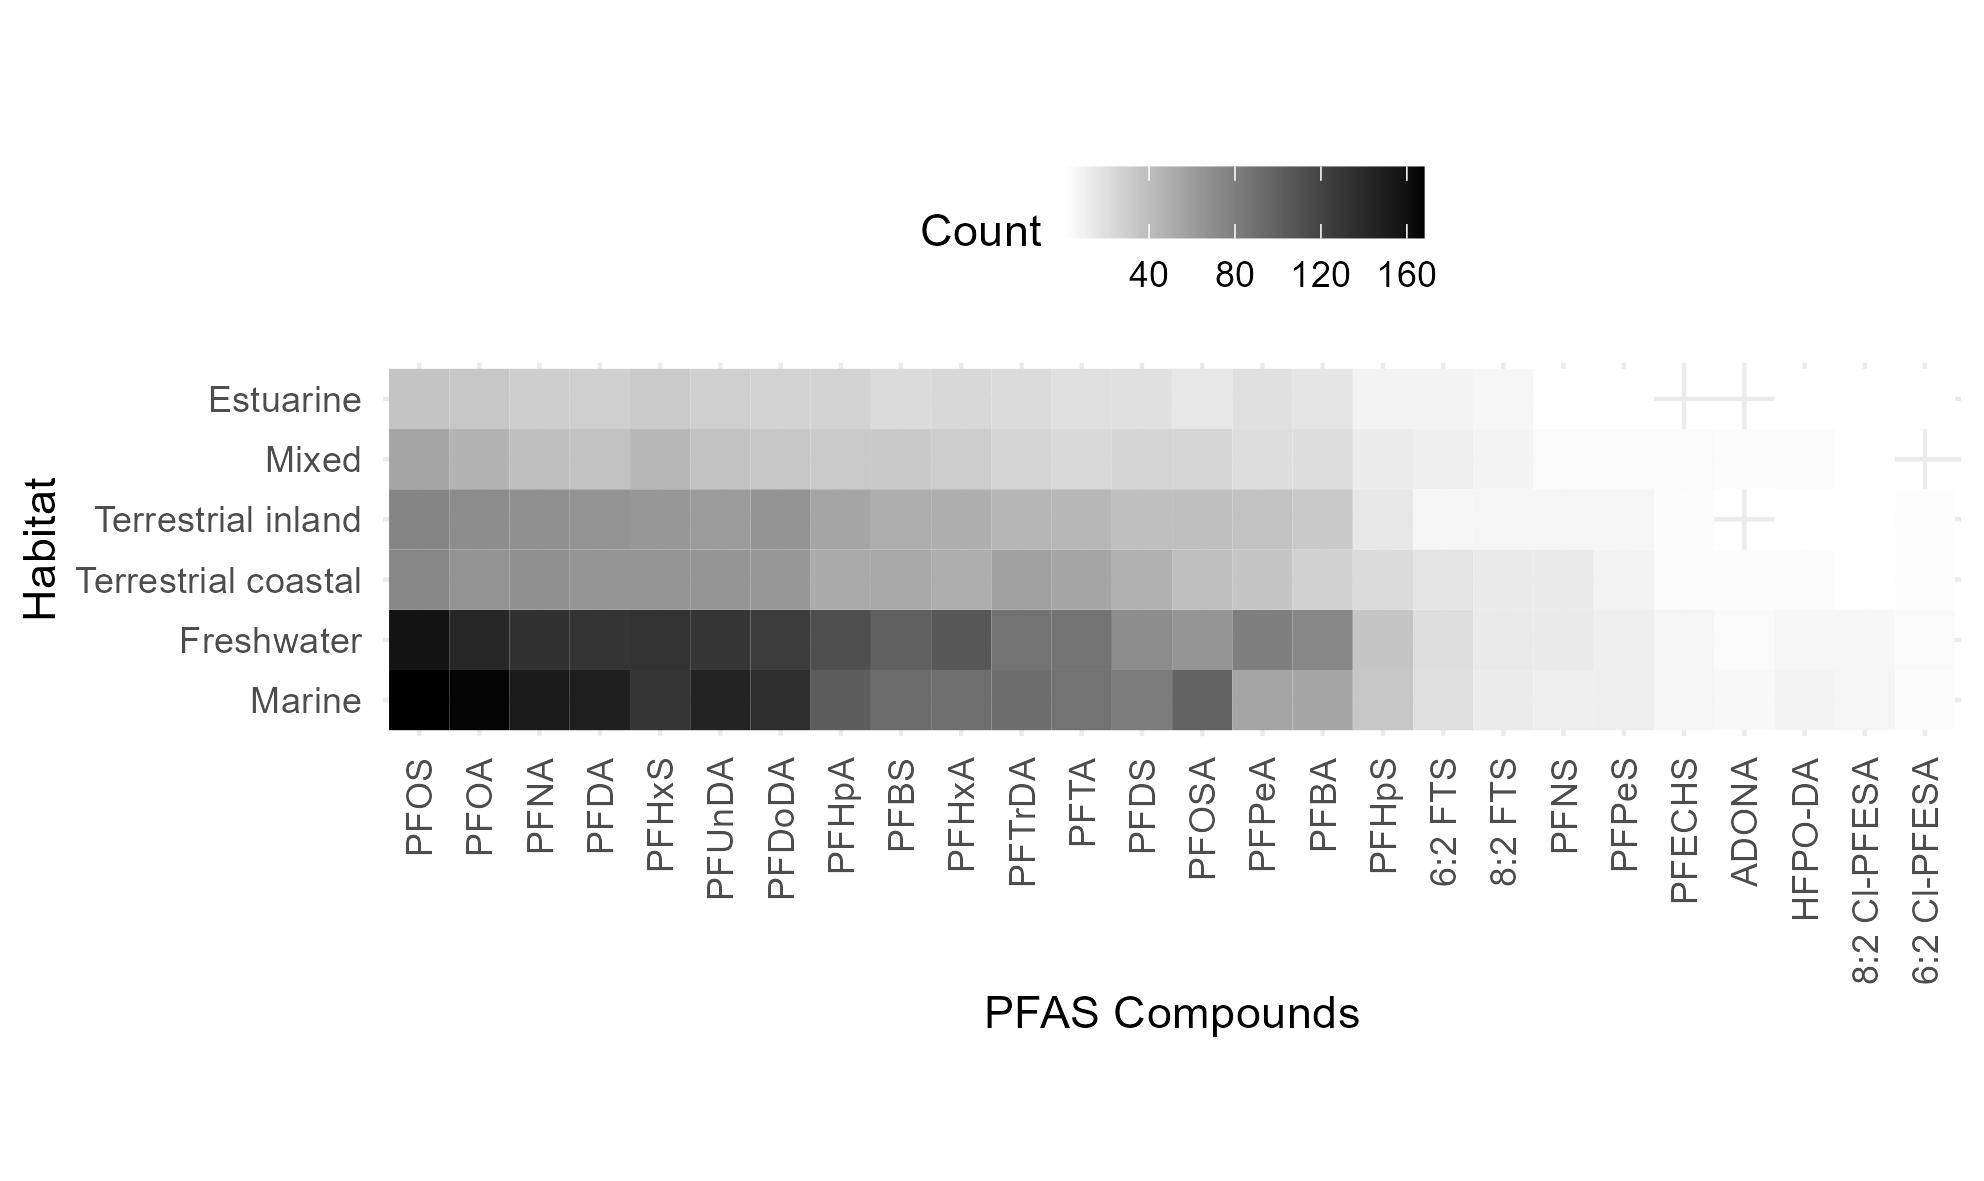 Count
40 80 120 160
Habitat
Estuarine
Mixed
Terrestrial inland
Terrestrial coastal
Freshwater
Marine
PFOS
PFOA
PFNA
PFDA
PFHxS
PFUnDA
PFDoDA
PFHpA
PFBS
PFHxA
PFTrDA
PFTA
PFDS
PFOSA
PFPeA
PFBA
PFHpS
6:2 FTS
8:2 FTS
PFNS
PFPeS
PFECHS
ADONA
HFPO-DA
8:2 Cl-PFESA
6:2 Cl-PFESA
PFAS Compounds